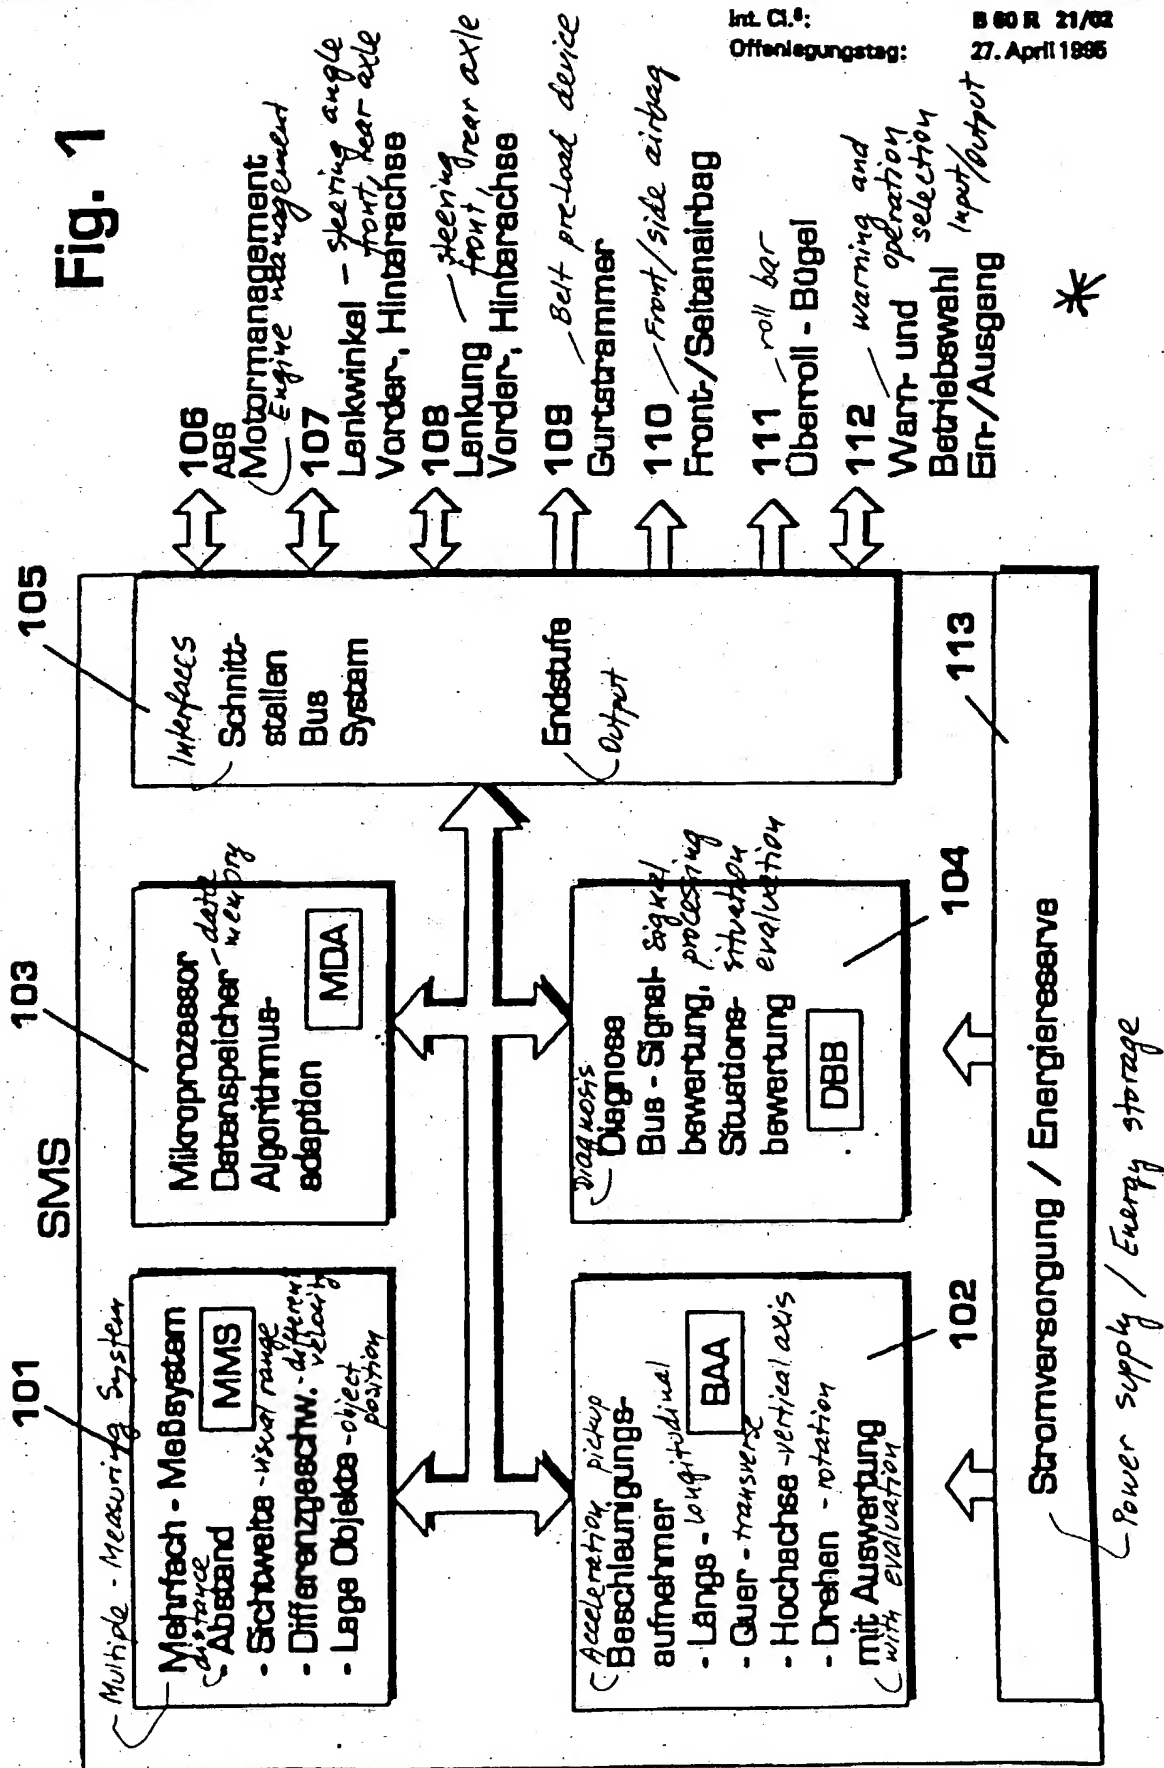 Int. Cl.⁶: B 60 R 21/02
Offenlegungstag: 27. April 1995
Fig. 1
SMS
101
Multiple - Measuring System
Mehrfach - Meßsystem
distance
- Abstand
MMS
- Sichtweite - visual range
- Differenzgeschw. - different velocity
- Lage Objekte - object position
103
Mikroprozessor
Datenspeicher - data memory
Algorithmus-
adaption
MDA
105
Interfaces
Schnitt-
stellen
Bus
System
Endstufe
Output
Acceleration pickup
Beschleunigungs-
aufnehmer
BAA
- Längs - longitudinal
- Quer - transverse
- Hochachse - vertical axis
- Drehen - rotation
mit Auswertung
with evaluation
102
Diagnosis
Diagnose
Bus - Signal- signal
bewertung, processing
Situations- situation
bewertung evaluation
DBB
104
106
ABS
Motormanagement
Engine management
107
Lenkwinkel - steering angle
front, rear axle
Vorder-, Hinterachse
108
Lenkung - steering
front, rear axle
Vorder-, Hinterachse
109 - Belt pre-load device
Gurtstrammer
110 - Front/side airbag
Front-/Seitenairbag
111 - roll bar
Überroll - Bügel
112 - warning and
Warn- und operation
selection
Betriebswahl
Input/output
Ein-/Ausgang
*
113
Stromversorgung / Energiereserve
Power supply / Energy storage